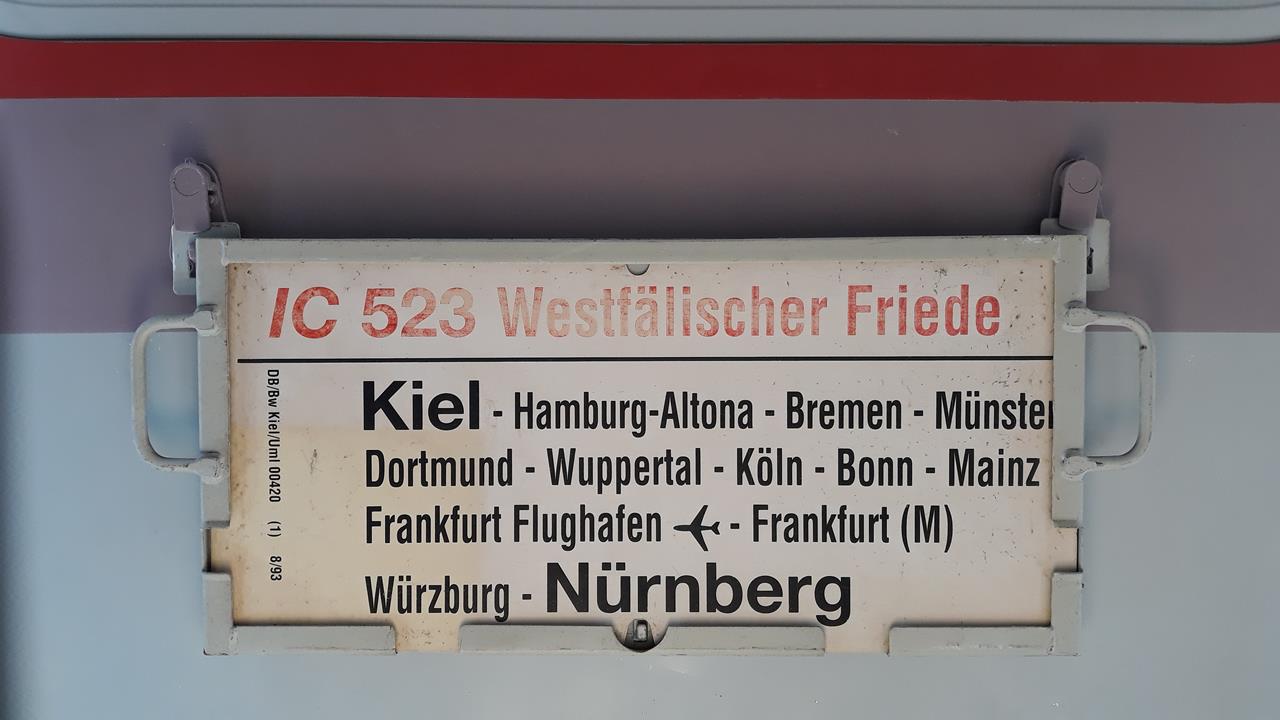 IC 523 Westfälischer Friede
DB/Bw Kiel/Uml 00420 (1) 8/93
Kiel - Hamburg-Altona - Bremen - Münster
Dortmund - Wuppertal - Köln - Bonn - Mainz
Frankfurt Flughafen ✈ - Frankfurt (M)
Würzburg - Nürnberg